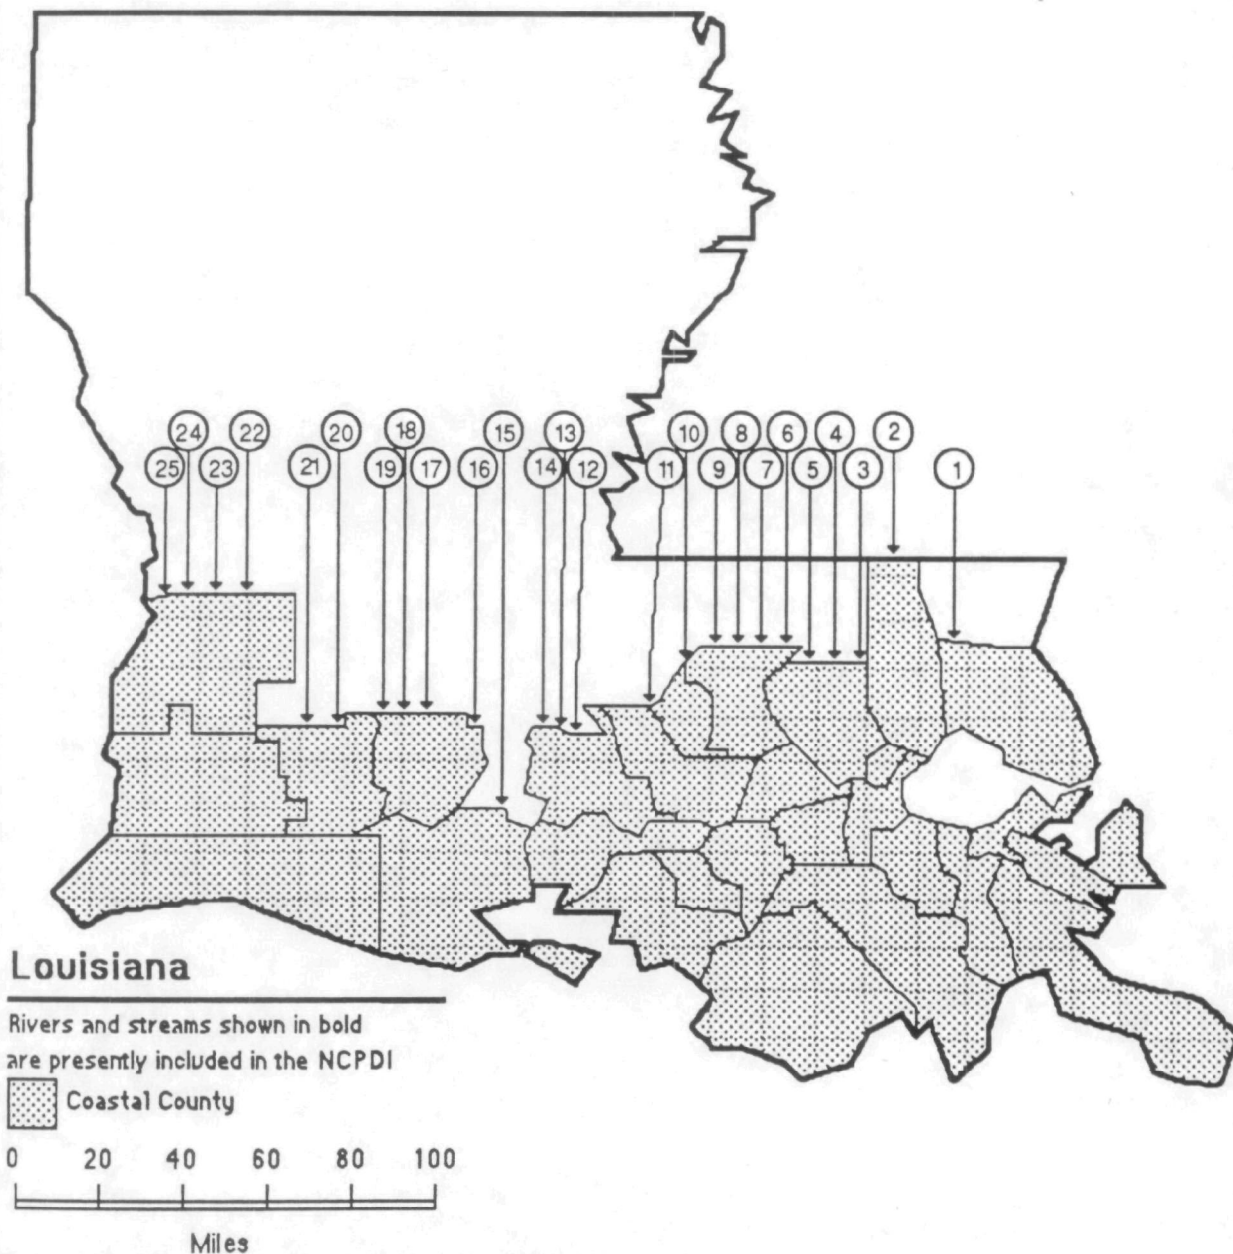 24 22 20 18 15 13 10 8 6 4 2
25 23 21 19 17 16 14 12 11 9 7 5 3 1
Louisiana
Rivers and streams shown in bold
are presently included in the NCPDI
Coastal County
0 20 40 60 80 100
Miles